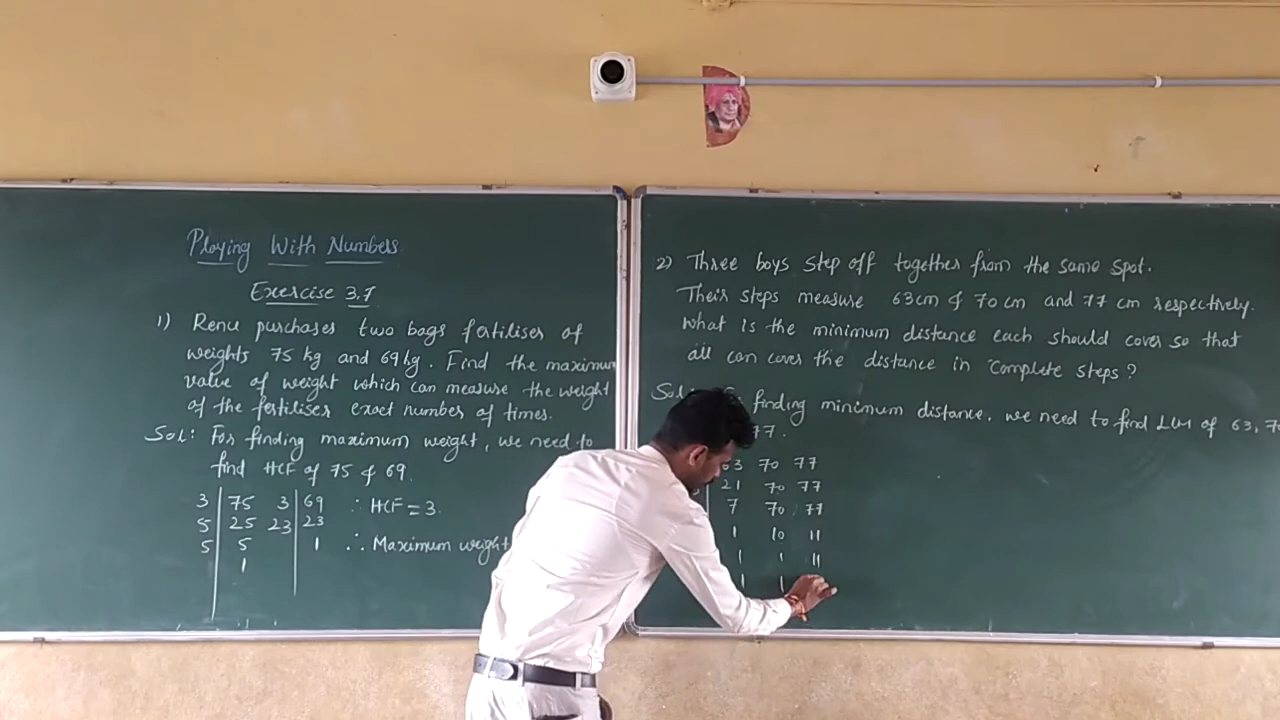 Playing With Numbers
Exercise 3.7
1) Renu purchases two bags fertiliser of
weights 75 kg and 69 kg. Find the maximum
value of weight which can measure the weight
of the fertiliser exact number of times.
Sol: For finding maximum weight, we need to
find HCF of 75 & 69.
3 75 3 69 ∴ HCF = 3.
5 25 23 23
5 5 1 ∴ Maximum weight
1
2) Three boys step off together from the same spot.
Their steps measure 63cm & 70 cm and 77 cm respectively.
What is the minimum distance each should cover so that
all can cover the distance in complete steps?
Sol: finding minimum distance, we need to find LCM of 63, 70
77.
63 70 77
21 70 77
7 70 77
1 10 11
1 1 11
1 1